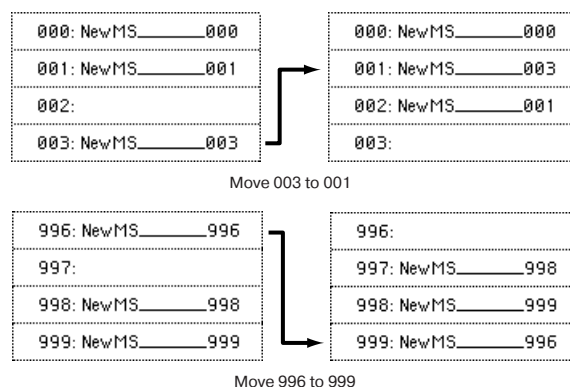 000: NewMS_______000
001: NewMS_______001
002:
003: NewMS_______003
000: NewMS_______000
001: NewMS_______003
002: NewMS_______001
003:
Move 003 to 001
996: NewMS_______996
997:
998: NewMS_______998
999: NewMS_______999
996:
997: NewMS_______998
998: NewMS_______999
999: NewMS_______996
Move 996 to 999